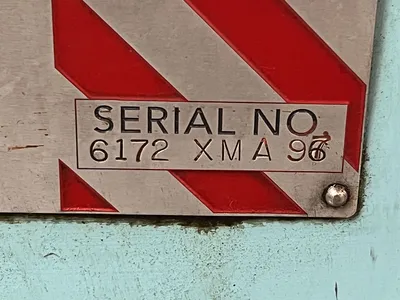 SERIAL NO.
6172 XMA 96